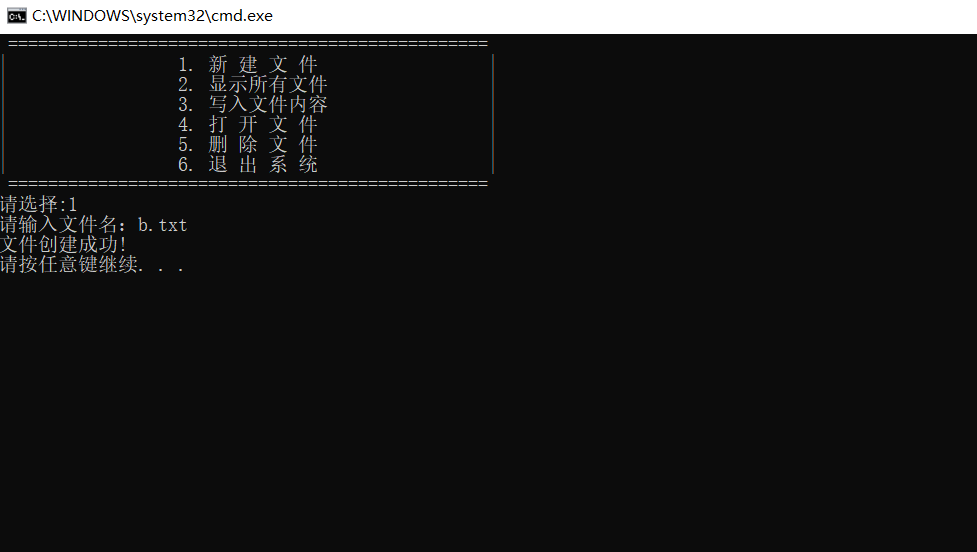 C:\WINDOWS\system32\cmd.exe
================================================
1. 新 建 文 件
2. 显示所有文件
3. 写入文件内容
4. 打 开 文 件
5. 删 除 文 件
6. 退 出 系 统
================================================
请选择:1
请输入文件名：b.txt
文件创建成功!
请按任意键继续. . .